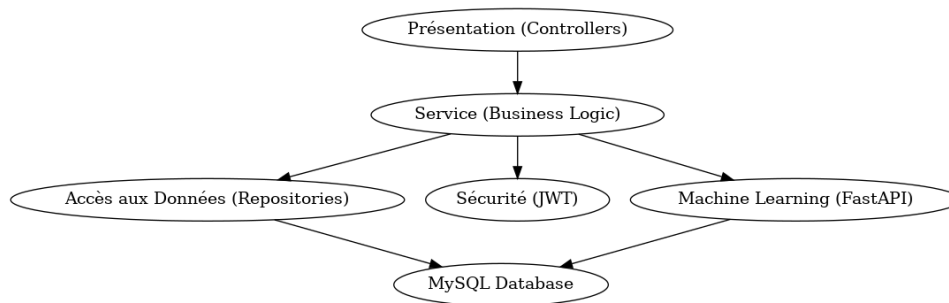 Présentation (Controllers)
Service (Business Logic)
Accès aux Données (Repositories)
Sécurité (JWT)
Machine Learning (FastAPI)
MySQL Database